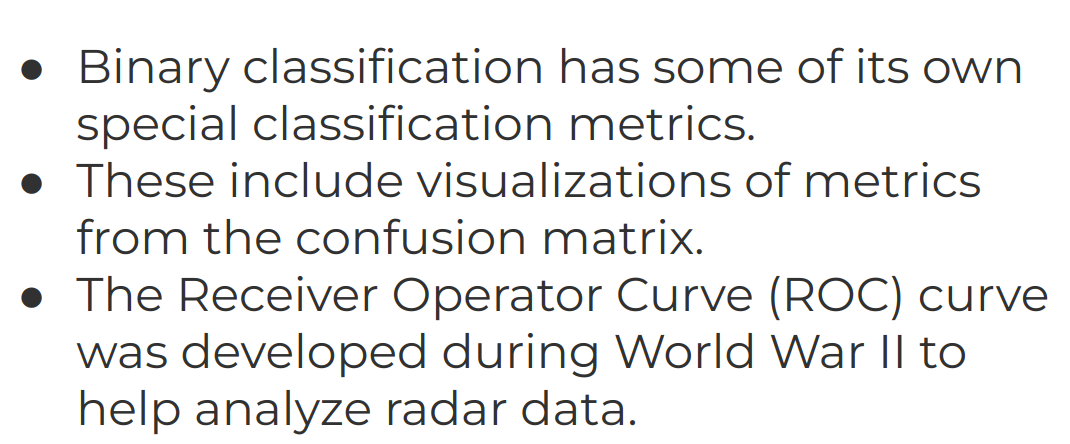 ● Binary classification has some of its own
special classification metrics.
● These include visualizations of metrics
from the confusion matrix.
● The Receiver Operator Curve (ROC) curve
was developed during World War II to
help analyze radar data.